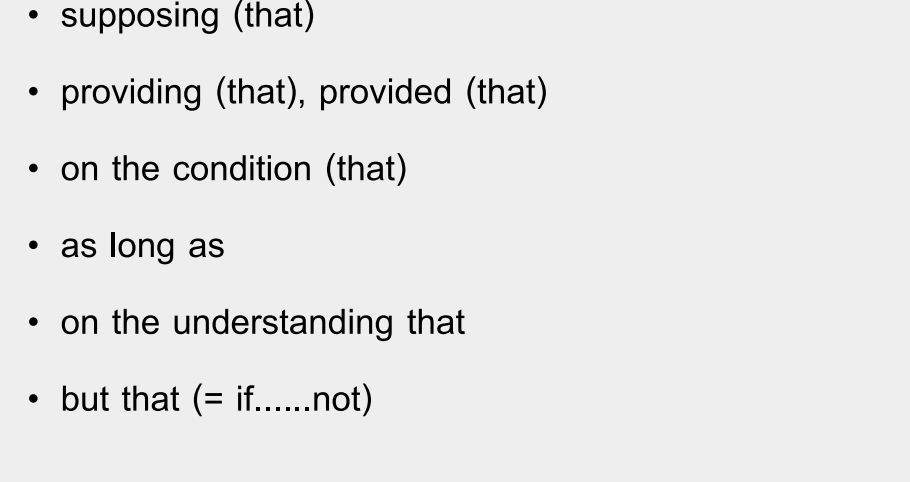 • supposing (that)
• providing (that), provided (that)
• on the condition (that)
• as long as
• on the understanding that
• but that (= if......not)